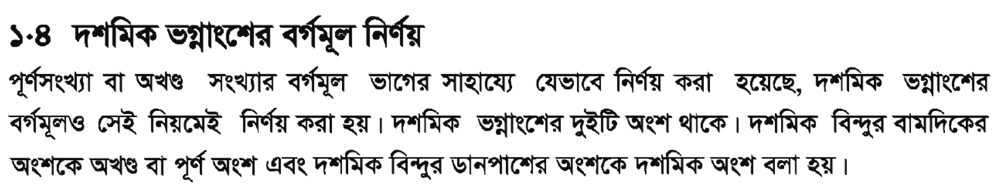 ১·৪ দশমিক ভগ্নাংশের বর্গমূল নির্ণয়
পূর্ণসংখ্যা বা অখণ্ড সংখ্যার বর্গমূল ভাগের সাহায্যে যেভাবে নির্ণয় করা হয়েছে, দশমিক ভগ্নাংশের
বর্গমূলও সেই নিয়মেই নির্ণয় করা হয়। দশমিক ভগ্নাংশের দুইটি অংশ থাকে। দশমিক বিন্দুর বামদিকের
অংশকে অখণ্ড বা পূর্ণ অংশ এবং দশমিক বিন্দুর ডানপাশের অংশকে দশমিক অংশ বলা হয়।